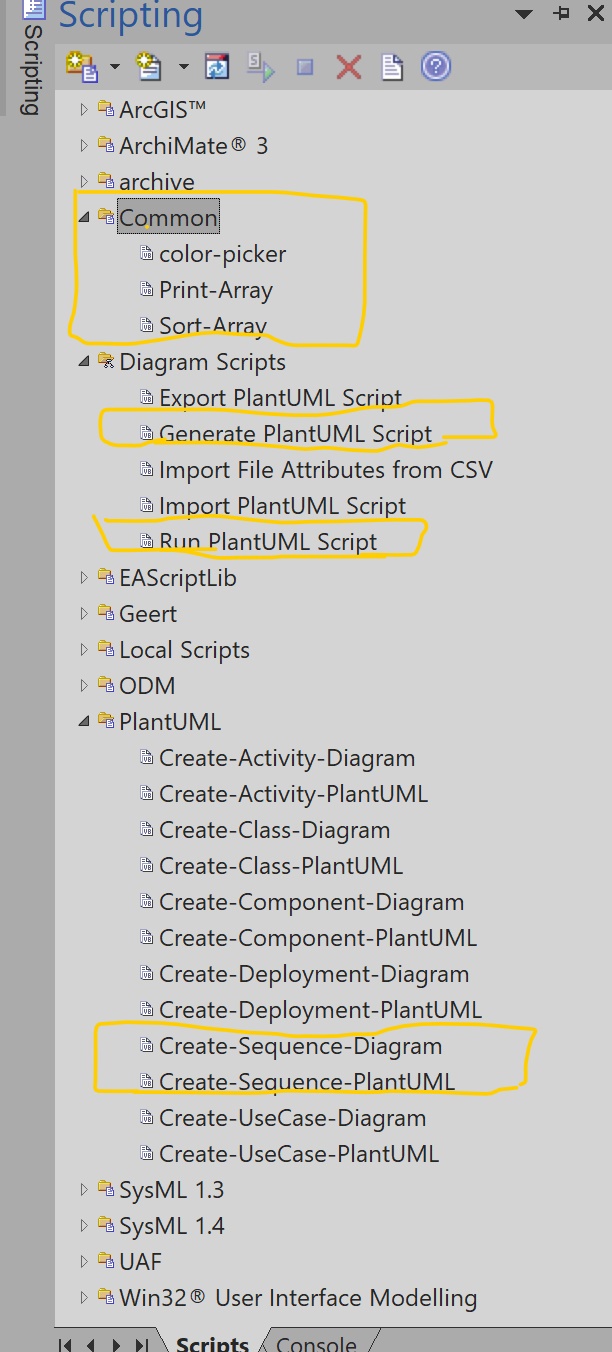 Scripting
Scripting
ArcGIS™
ArchiMate® 3
archive
Common
color-picker
Print-Array
Sort-Array
Diagram Scripts
Export PlantUML Script
Generate PlantUML Script
Import File Attributes from CSV
Import PlantUML Script
Run PlantUML Script
EAScriptLib
Geert
Local Scripts
ODM
PlantUML
Create-Activity-Diagram
Create-Activity-PlantUML
Create-Class-Diagram
Create-Class-PlantUML
Create-Component-Diagram
Create-Component-PlantUML
Create-Deployment-Diagram
Create-Deployment-PlantUML
Create-Sequence-Diagram
Create-Sequence-PlantUML
Create-UseCase-Diagram
Create-UseCase-PlantUML
SysML 1.3
SysML 1.4
UAF
Win32® User Interface Modelling
Scripts Console